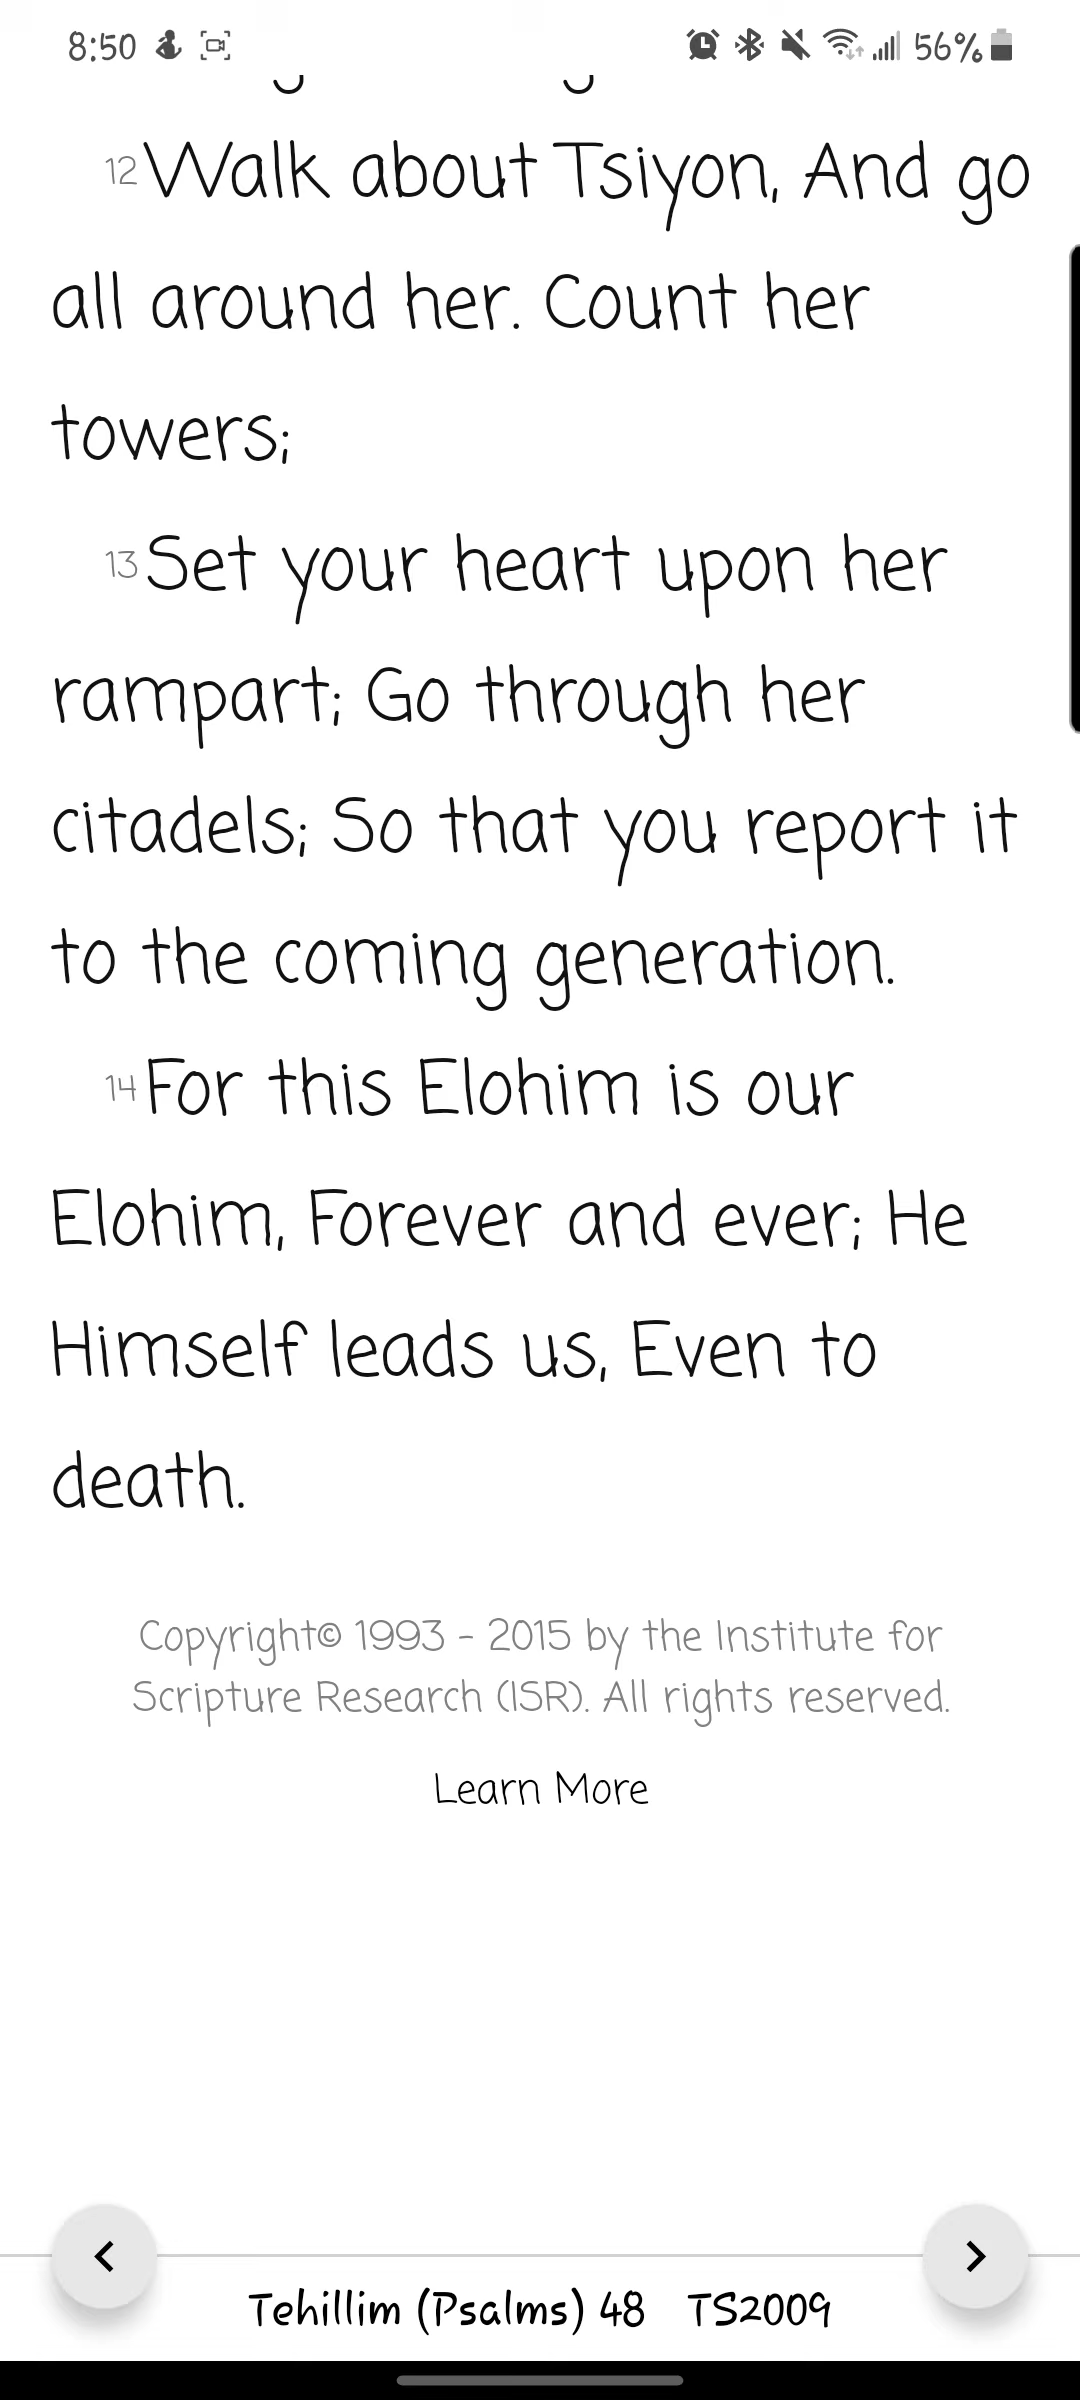 8:50 56%
12 Walk about Tsiyon, And go
all around her. Count her
towers;
13 Set your heart upon her
rampart; Go through her
citadels; So that you report it
to the coming generation.
14 For this Elohim is our
Elohim, Forever and ever; He
Himself leads us, Even to
death.
Copyright© 1993 - 2015 by the Institute for
Scripture Research (ISR). All rights reserved.
Learn More
Tehillim (Psalms) 48 TS2009